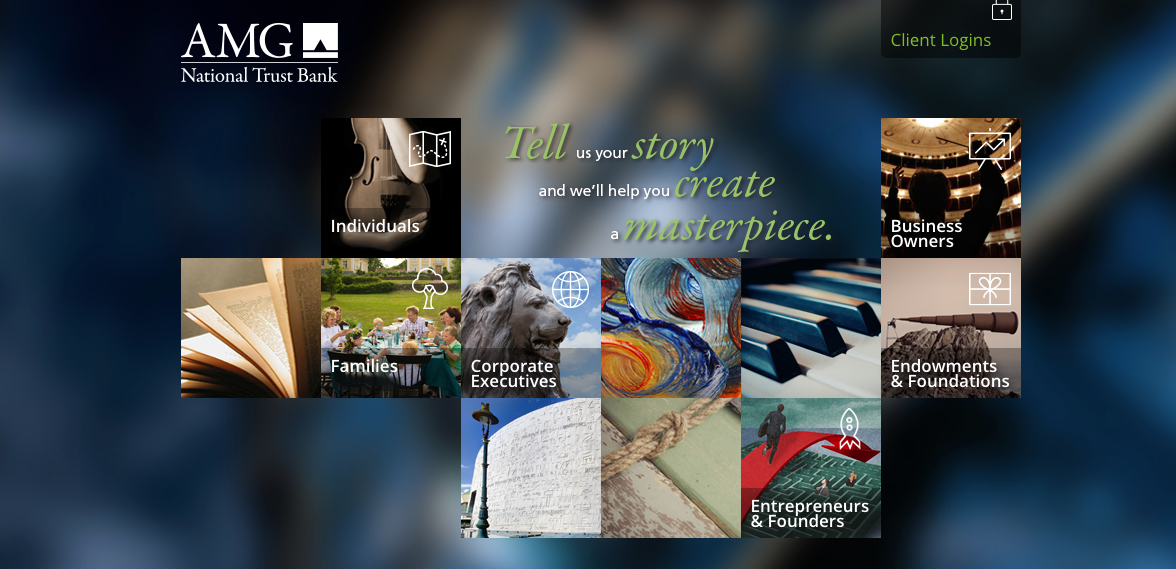 AMG
National Trust Bank
Client Logins
Tell us your story
and we'll help you create
a masterpiece.
Individuals
Business
Owners
Families
Corporate
Executives
Endowments
& Foundations
Entrepreneurs
& Founders